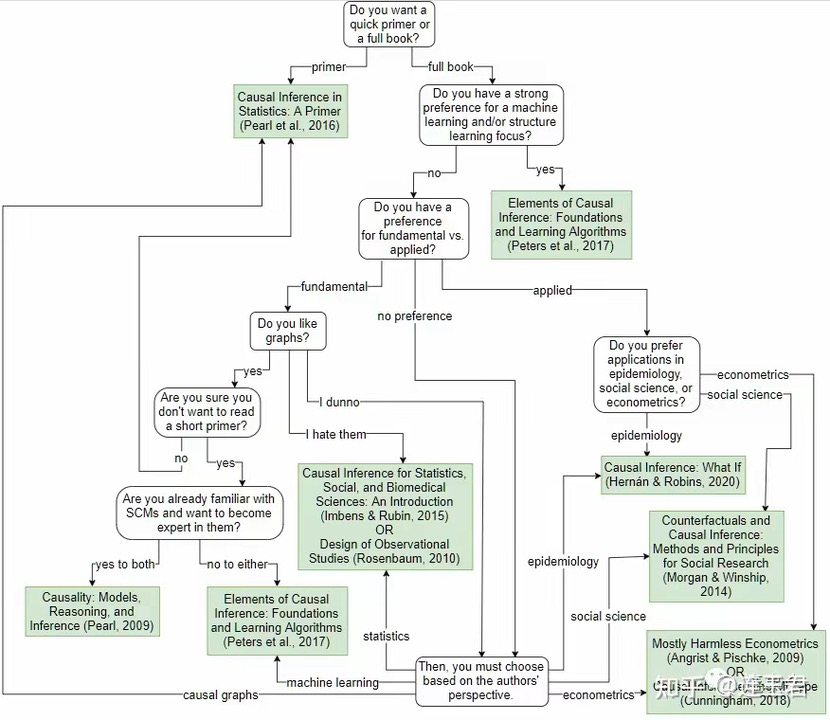 Do you want a
quick primer or
a full book?
primer
full book
Causal Inference in
Statistics: A Primer
(Pearl et al., 2016)
Do you have a strong
preference for a machine
learning and/or structure
learning focus?
no
yes
Do you have a
preference
for fundamental vs.
applied?
Elements of Causal
Inference: Foundations
and Learning Algorithms
(Peters et al., 2017)
fundamental
no preference
applied
Do you like
graphs?
Do you prefer
applications in
epidemiology,
social science, or
econometrics?
econometrics
social science
yes
Are you sure you
don't want to read
a short primer?
I dunno
I hate them
epidemiology
no
yes
Causal Inference for Statistics,
Social, and Biomedical
Sciences: An Introduction
(Imbens & Rubin, 2015)
OR
Design of Observational
Studies (Rosenbaum, 2010)
Causal Inference: What If
(Hernán & Robins, 2020)
Are you already familiar with
SCMs and want to become
expert in them?
Counterfactuals and
Causal Inference:
Methods and Principles
for Social Research
(Morgan & Winship,
2014)
yes to both
no to either
epidemiology
Causality: Models,
Reasoning, and
Inference (Pearl, 2009)
Elements of Causal
Inference: Foundations
and Learning Algorithms
(Peters et al., 2017)
social science
statistics
Mostly Harmless Econometrics
(Angrist & Pischke, 2009)
OR
(Cunningham, 2018)
Then, you must choose
based on the authors'
perspective.
machine learning
causal graphs
econometrics
知乎 @连玉君